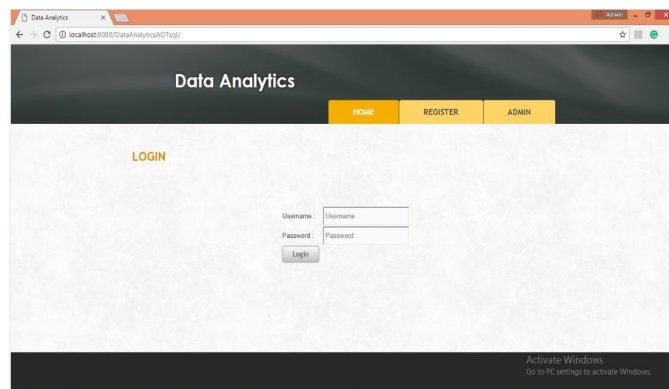 Data Analytics
Ashwin
localhost:8080/DataAnalyticsAOTsql/
Data Analytics
HOME
REGISTER
ADMIN
LOGIN
Username :
Username
Password :
Password
Login
Activate Windows
Go to PC settings to activate Windows.